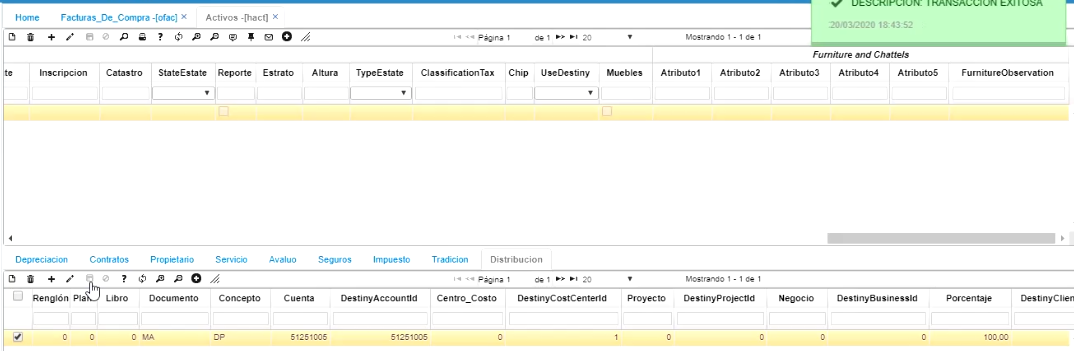 DESCRIPCION: TRANSACCION EXITOSA
20/03/2020 18:43:52
Home Facturas_De_Compra -[ofac] × Activos -[hact] ×
Página 1 de 1 20 Mostrando 1 - 1 de 1
Furniture and Chattels
te Inscripcion Catastro StateEstate Reporte Estrato Altura TypeEstate ClassificationTax Chip UseDestiny Muebles Atributo1 Atributo2 Atributo3 Atributo4 Atributo5 FurnitureObservation
Depreciacion Contratos Propietario Servicio Avaluo Seguros Impuesto Tradicion Distribucion
Página 1 de 1 20 Mostrando 1 - 1 de 1
Renglón Plan Libro Documento Concepto Cuenta DestinyAccountId Centro_Costo DestinyCostCenterId Proyecto DestinyProjectId Negocio DestinyBusinessId Porcentaje DestinyClien
0 0 0 MA DP 51251005 51251005 0 1 0 0 0 0 100,00